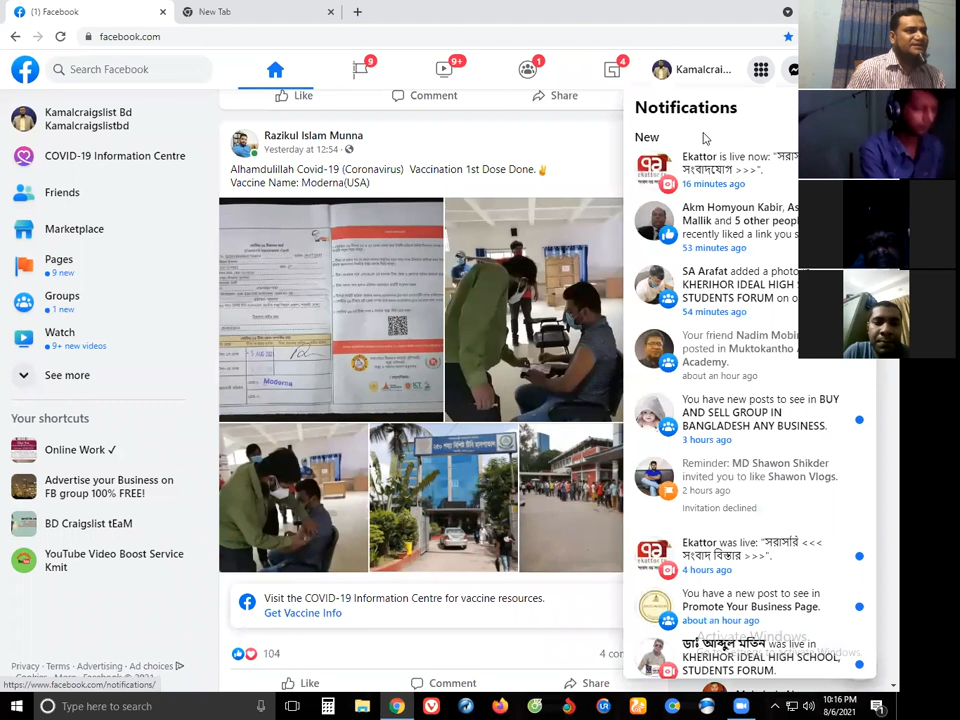 (1) Facebook
New Tab
facebook.com
Search Facebook
9
9+
1
4
Kamalcrai...
Kamalcraigslist Bd
Kamalcraigslistbd
COVID-19 Information Centre
Friends
Marketplace
Pages
9 new
Groups
1 new
Watch
9+ new videos
See more
Your shortcuts
Online Work ✓
Advertise your Business on
FB group 100% FREE!
BD Craigslist tEaM
YouTube Video Boost Service
Kmit
Privacy · Terms · Advertising · Ad choices
https://www.facebook.com/notifications/
Like
Comment
Share
Razikul Islam Munna
Yesterday at 12:54 ·
Alhamdulillah Covid-19 (Coronavirus) Vaccination 1st Dose Done.✌
Vaccine Name: Moderna(USA)
Moderna
Visit the COVID-19 Information Centre for vaccine resources.
Get Vaccine Info
104
4 com
Like
Comment
Share
Notifications
New
Ekattor is live now: "সরাস
সংবাদযোগ >>>".
16 minutes ago
Akm Homyoun Kabir, As
Mallik and 5 other peopl
recently liked a link you s
53 minutes ago
SA Arafat added a photo
KHERIHOR IDEAL HIGH S
STUDENTS FORUM on o
54 minutes ago
Your friend Nadim Mobin
posted in Muktokantho
Academy.
about an hour ago
You have new posts to see in BUY
AND SELL GROUP IN
BANGLADESH ANY BUSINESS.
3 hours ago
Reminder: MD Shawon Shikder
invited you to like Shawon Vlogs.
2 hours ago
Invitation declined
Ekattor was live: "সরাসরি <<<
সংবাদ বিস্তার >>>".
4 hours ago
You have a new post to see in
Promote Your Business Page.
about an hour ago
ডাঃ আব্দুল মতিন was live in
KHERIHOR IDEAL HIGH SCHOOL,
STUDENTS FORUM.
Activate Windows
Type here to search
10:16 PM
8/6/2021
1